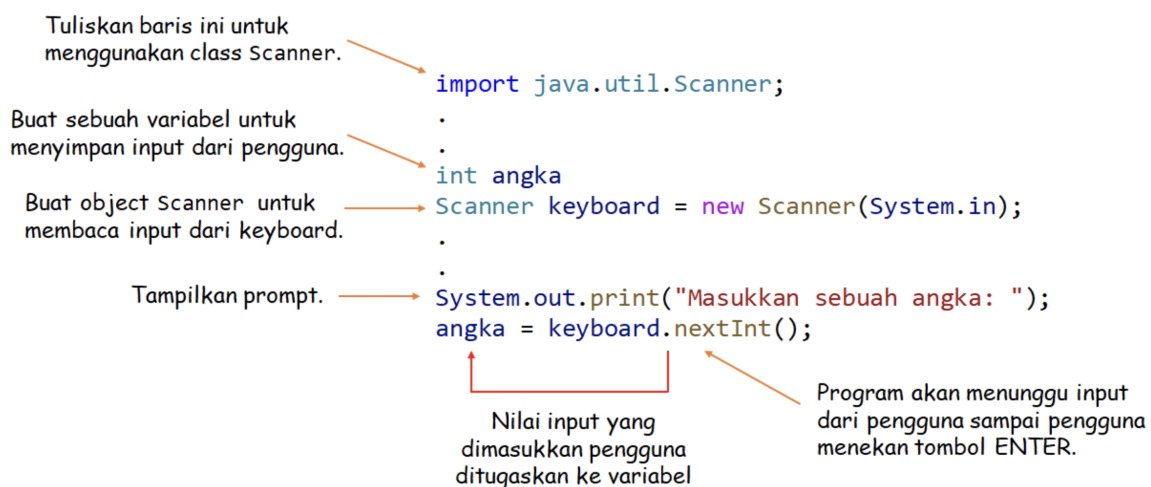 Tuliskan baris ini untuk
menggunakan class Scanner.
import java.util.Scanner;
.
.
Buat sebuah variabel untuk
menyimpan input dari pengguna.
int angka
Buat object Scanner untuk
membaca input dari keyboard.
Scanner keyboard = new Scanner(System.in);
.
.
Tampilkan prompt.
System.out.print("Masukkan sebuah angka: ");
angka = keyboard.nextInt();
Nilai input yang
dimasukkan pengguna
ditugaskan ke variabel
Program akan menunggu input
dari pengguna sampai pengguna
menekan tombol ENTER.